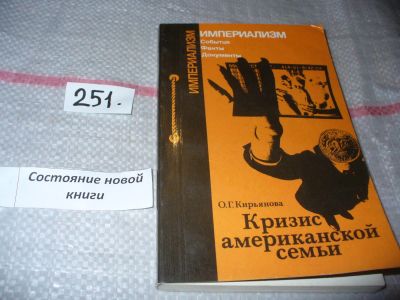 ИМПЕРИАЛИЗМ
ИМПЕРИАЛИЗМ
События
Факты
Документы
251.
Состояние новой
книги
О.Г.Кирьянова
Кризис
американской
семьи